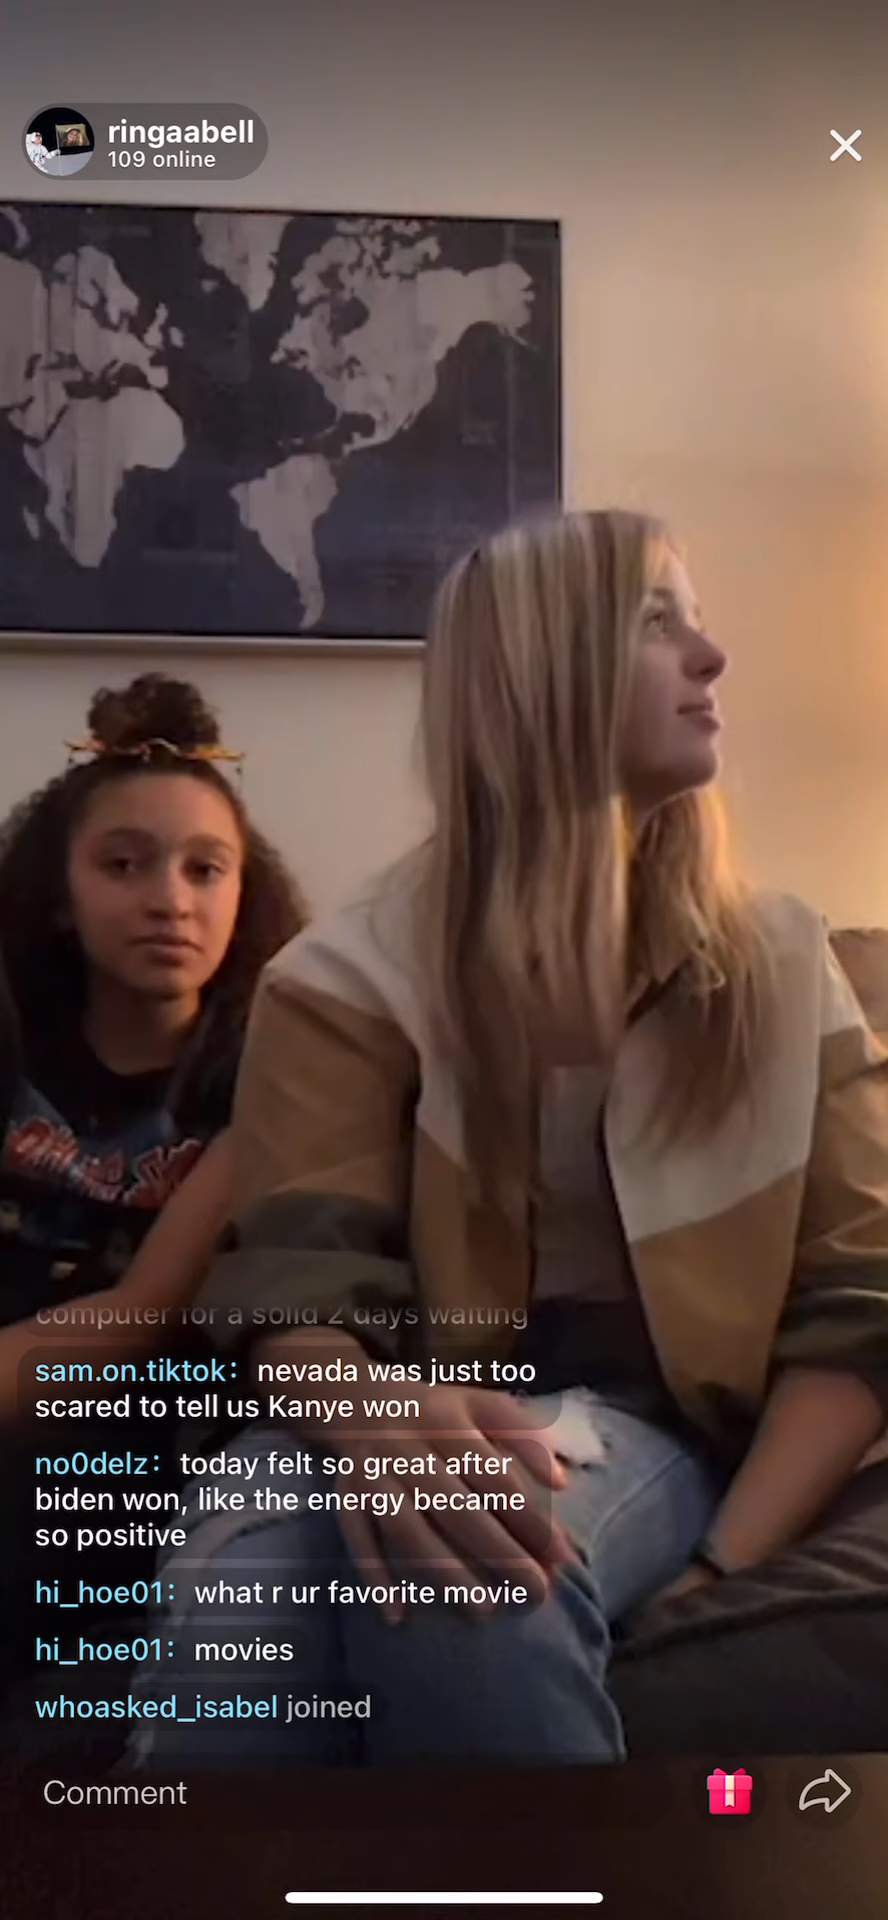 ringaabell
109 online
computer for a solid 2 days waiting
sam.on.tiktok: nevada was just too
scared to tell us Kanye won
no0delz: today felt so great after
biden won, like the energy became
so positive
hi_hoe01: what r ur favorite movie
hi_hoe01: movies
whoasked_isabel joined
Comment